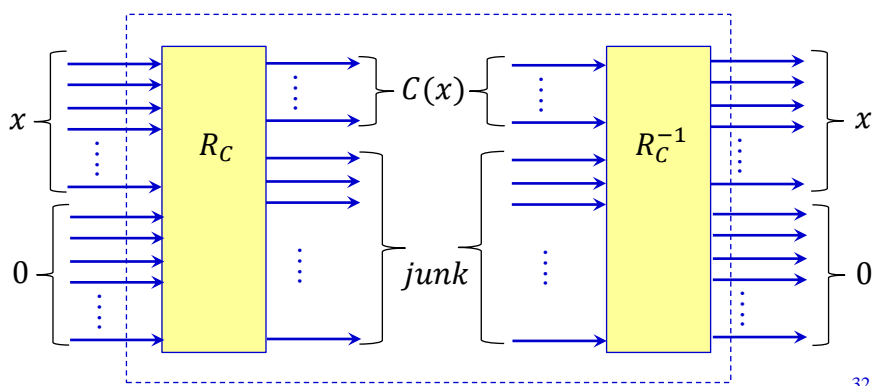 x
0
R_C
C(x)
junk
R_C^{-1}
x
0
32